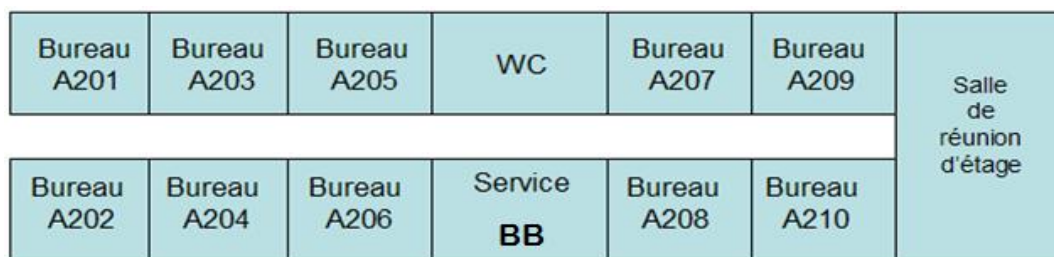 Bureau
A201
Bureau
A203
Bureau
A205
WC
Bureau
A207
Bureau
A209
Salle
de
réunion
d'étage
Bureau
A202
Bureau
A204
Bureau
A206
Service
BB
Bureau
A208
Bureau
A210